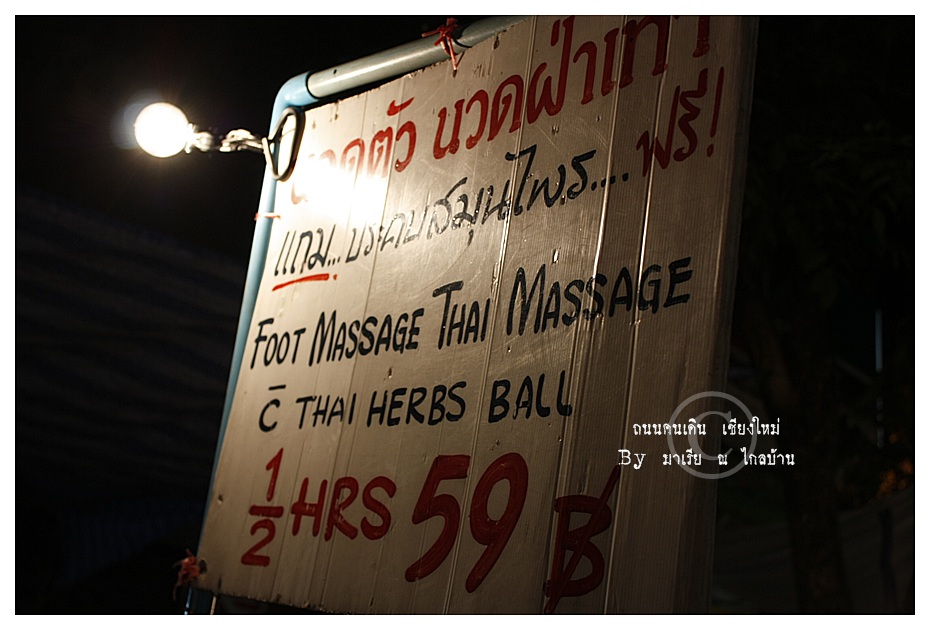 นวดตัว นวดฝ่าเท้า
แถม... ประคบสมุนไพร.... ฟรี!
FOOT MASSAGE THAI MASSAGE
C̄ THAI HERBS BALL
1/2 HRS 59 ฿
©
ถนนคนเดิน เชียงใหม่
By มาเรีย ณ ไกลบ้าน